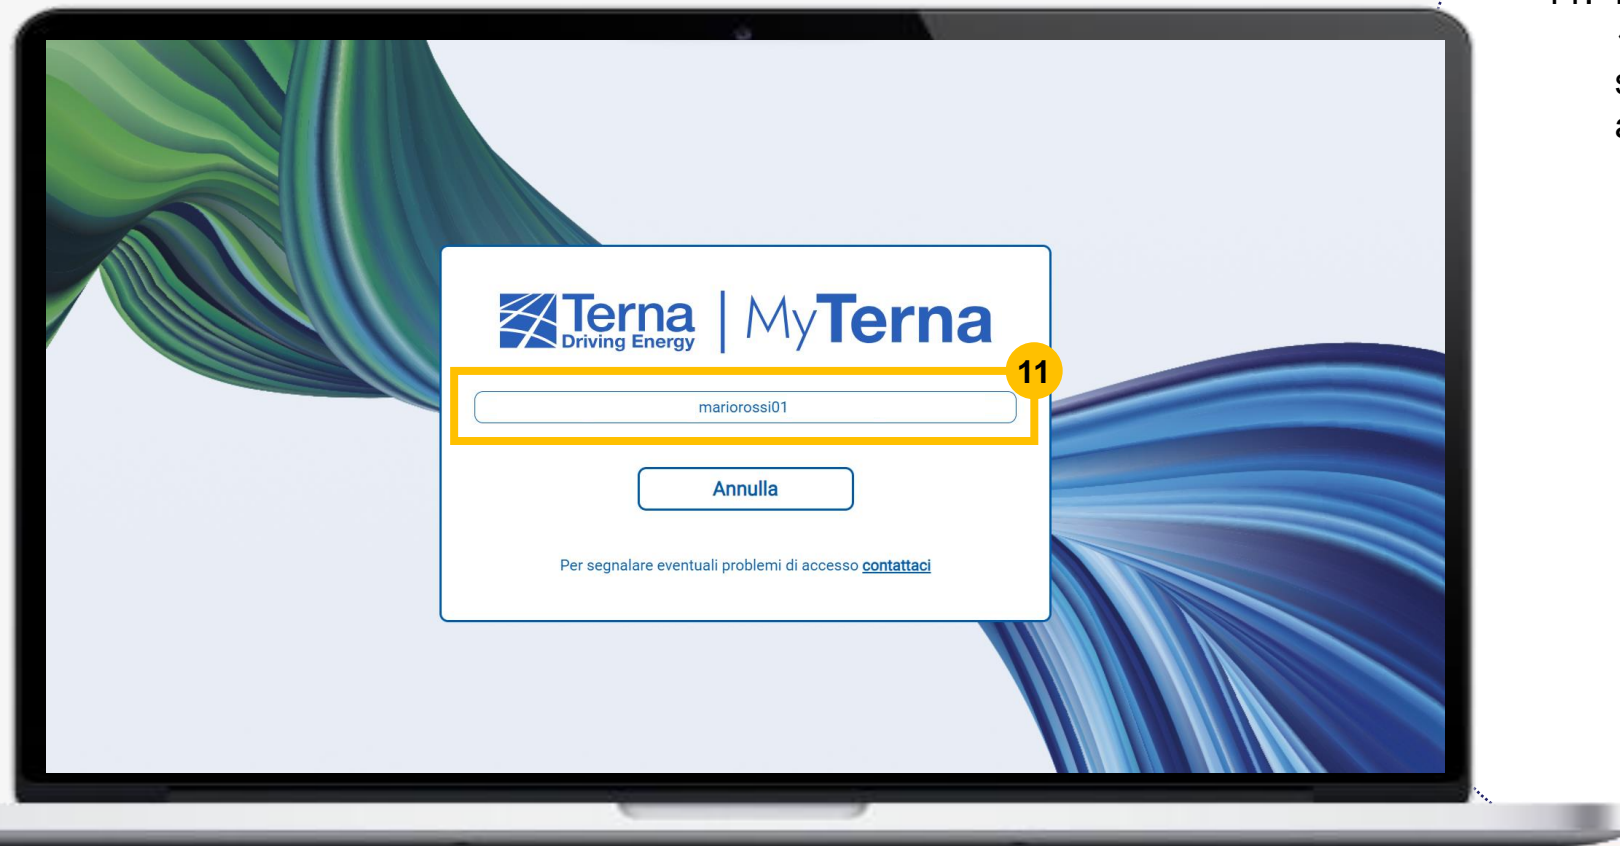 Terna
Driving Energy
MyTerna
11
mariorossi01
Annulla
Per segnalare eventuali problemi di accesso contattaci